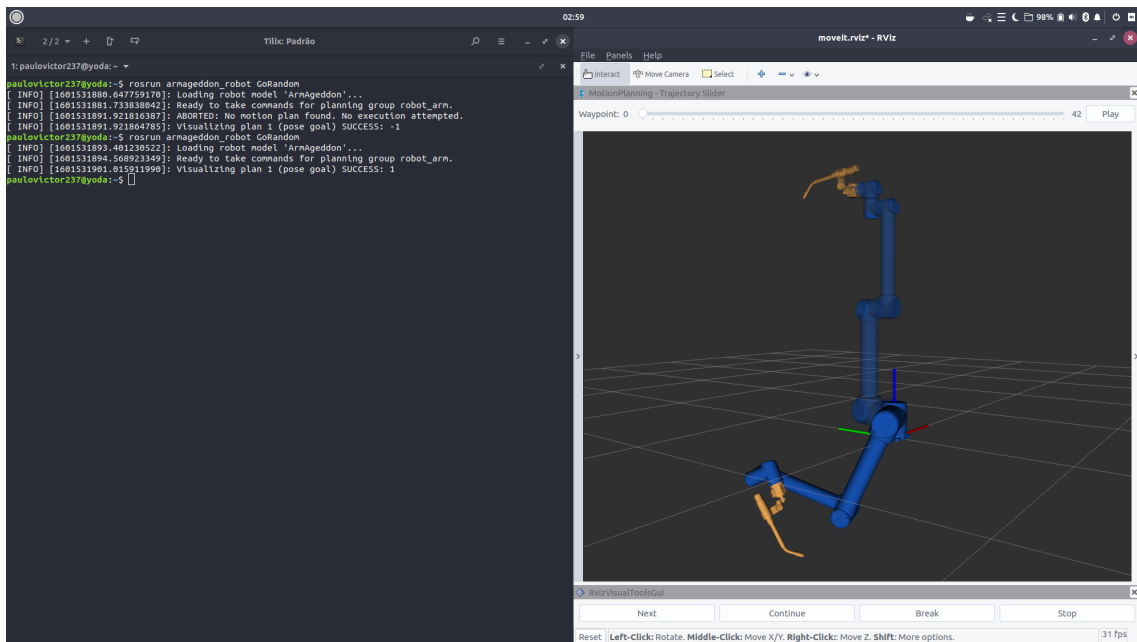 02:59
98%
2/2
Tilix: Padrão
1: paulovictor237@yoda: ~
paulovictor237@yoda:~$ rosrun armageddon_robot GoRandom
[ INFO] [1601531880.647759170]: Loading robot model 'ArmAgeddon'...
[ INFO] [1601531881.733838042]: Ready to take commands for planning group robot_arm.
[ INFO] [1601531891.921816387]: ABORTED: No motion plan found. No execution attempted.
[ INFO] [1601531891.921864785]: Visualizing plan 1 (pose goal) SUCCESS: -1
paulovictor237@yoda:~$ rosrun armageddon_robot GoRandom
[ INFO] [1601531893.401230522]: Loading robot model 'ArmAgeddon'...
[ INFO] [1601531894.568923349]: Ready to take commands for planning group robot_arm.
[ INFO] [1601531901.015911990]: Visualizing plan 1 (pose goal) SUCCESS: 1
paulovictor237@yoda:~$
moveit.rviz* - RViz
File Panels Help
Interact Move Camera Select
MotionPlanning - Trajectory Slider
Waypoint: 0 42 Play
RvizVisualToolsGui
Next Continue Break Stop
Reset Left-Click: Rotate. Middle-Click: Move X/Y. Right-Click:: Move Z. Shift: More options. 31 fps